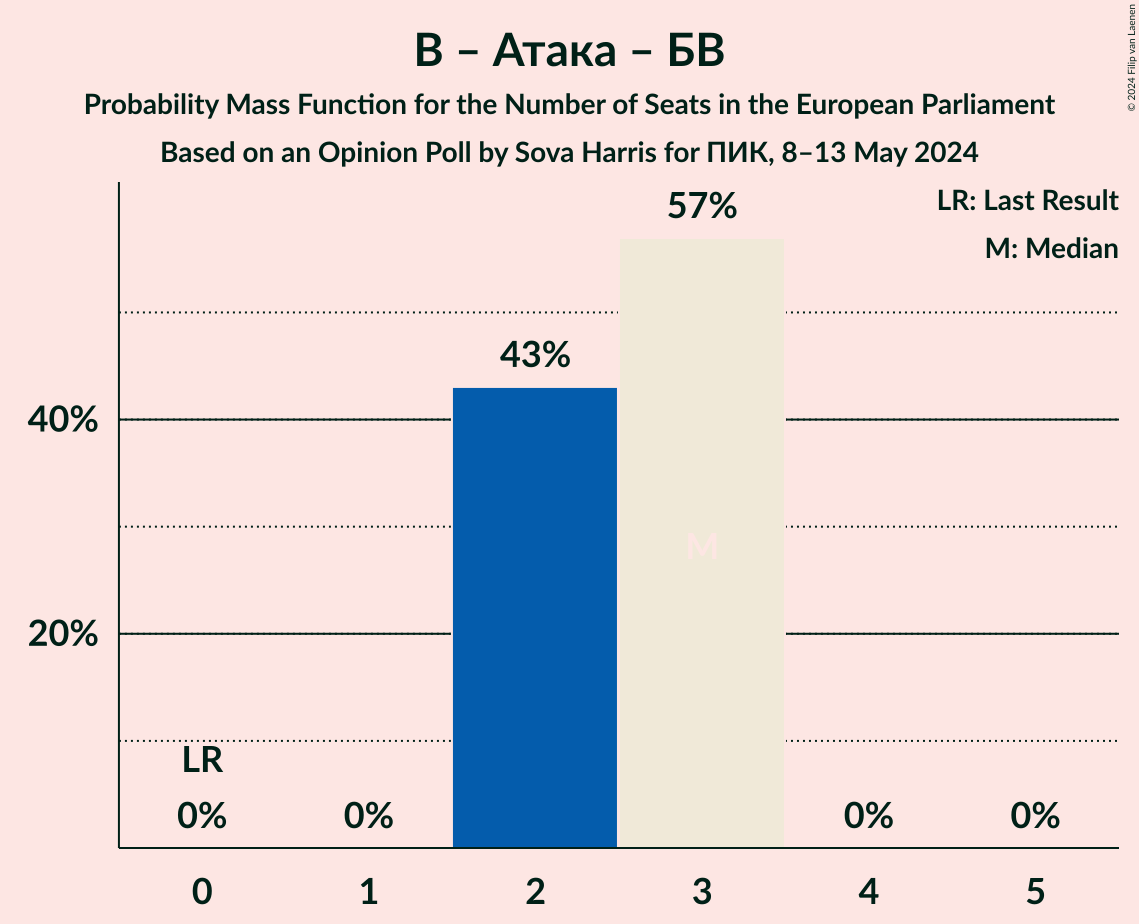 В – Атака – БВ
Probability Mass Function for the Number of Seats in the European Parliament
Based on an Opinion Poll by Sova Harris for ПИК, 8–13 May 2024
© 2024 Filip van Laenen
LR: Last Result
M: Median
57%
43%
40%
M
20%
LR
0% 0% 0% 0%
0 1 2 3 4 5